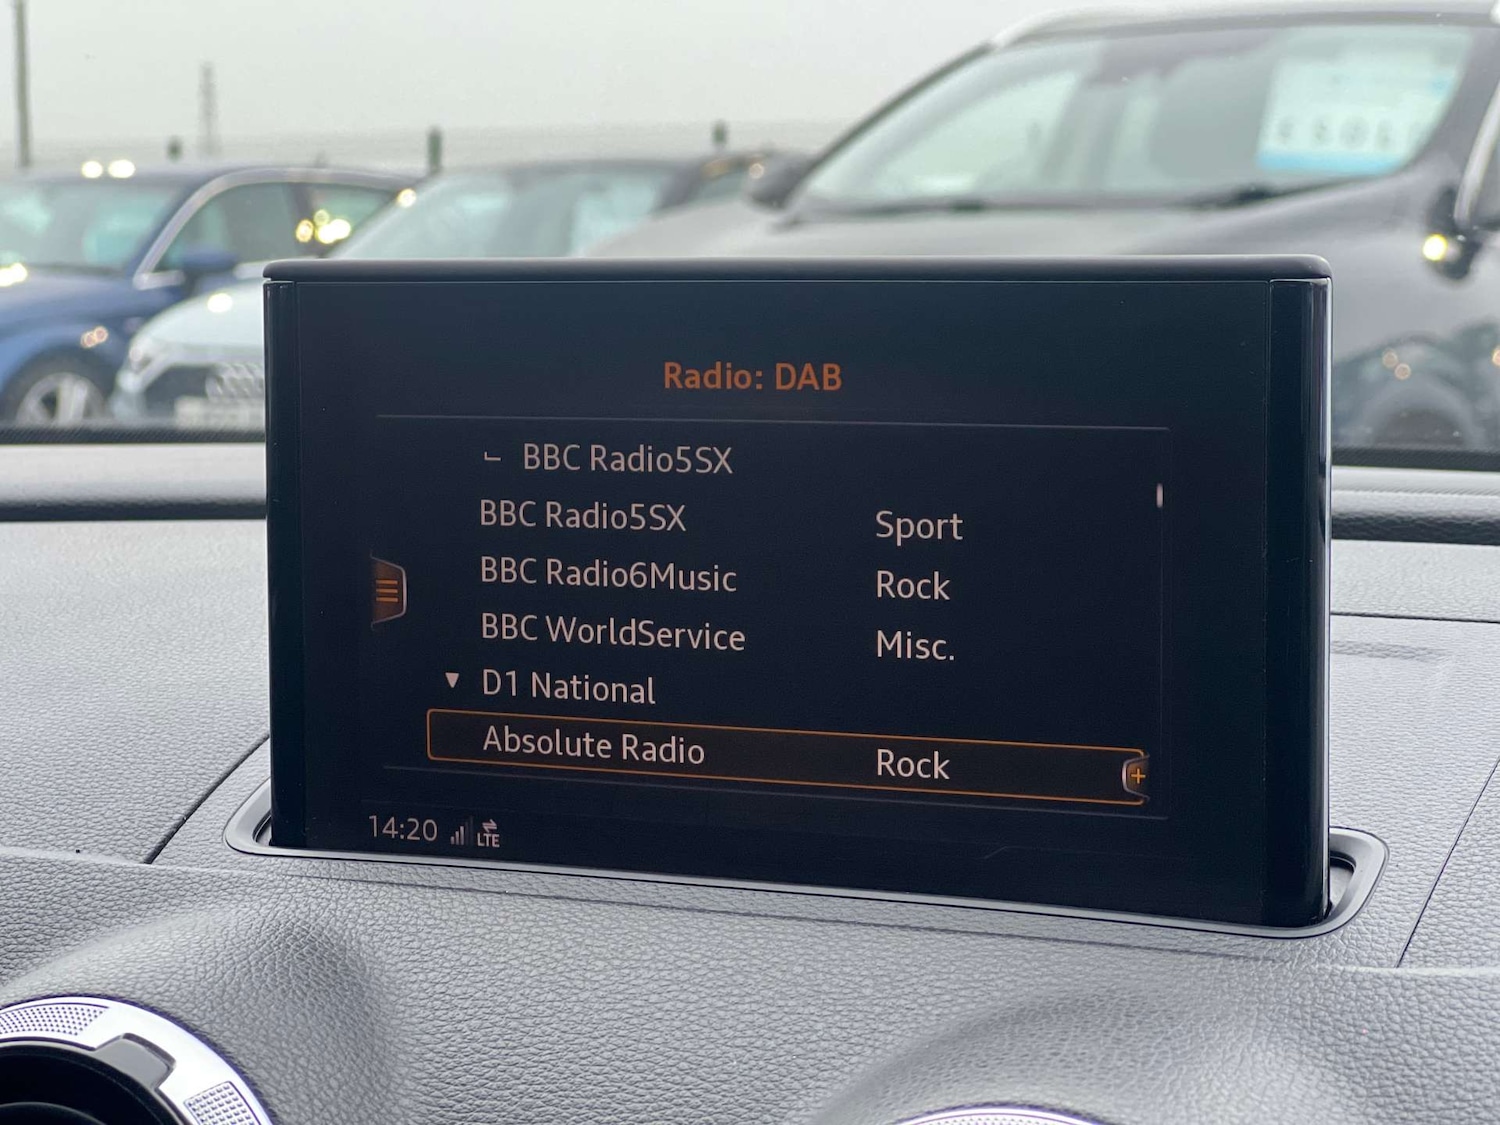 Radio: DAB
BBC Radio5SX
BBC Radio5SX Sport
BBC Radio6Music Rock
BBC WorldService Misc.
D1 National
Absolute Radio Rock
14:20 LTE